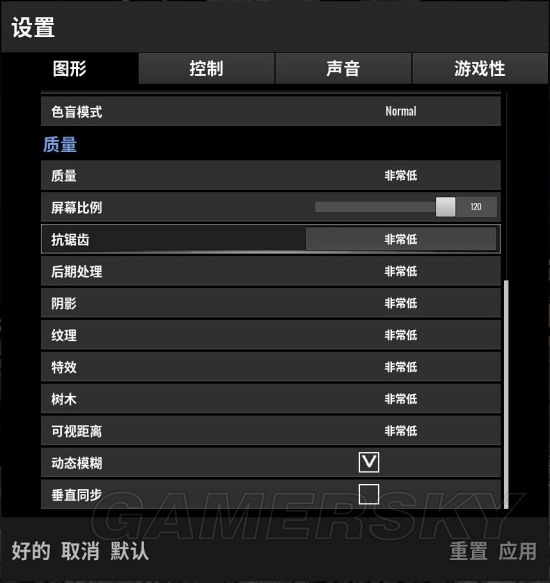 设置
图形 控制 声音 游戏性
色盲模式 Normal
质量
质量 非常低
屏幕比例 120
抗锯齿 非常低
后期处理 非常低
阴影 非常低
纹理 非常低
特效 非常低
树木 非常低
可视距离 非常低
动态模糊
垂直同步
GAMERSKY
好的 取消 默认 重置 应用